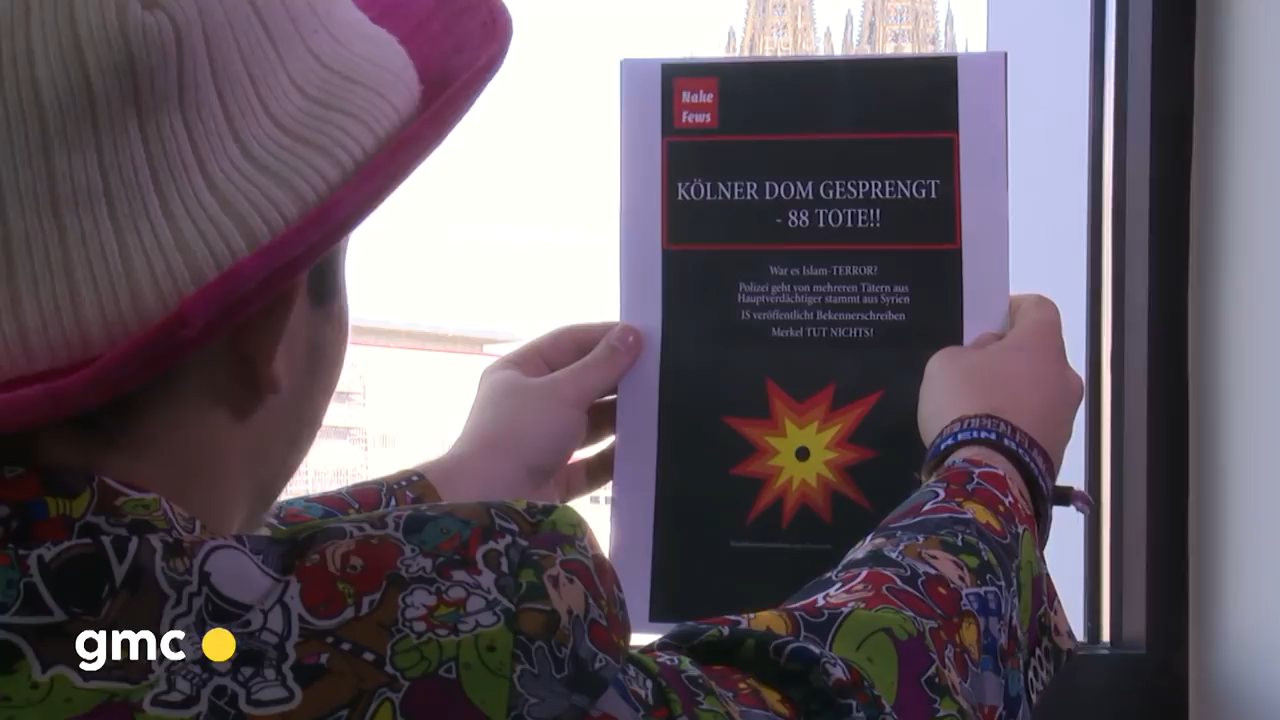 Nake
Fews
KÖLNER DOM GESPRENGT
- 88 TOTE!!
War es Islam-TERROR?
Polizei geht von mehreren Tätern aus
Hauptverdächtiger stammt aus Syrien
IS veröffentlicht Bekennerschreiben
Merkel TUT NICHTS!
KEIN
gmc